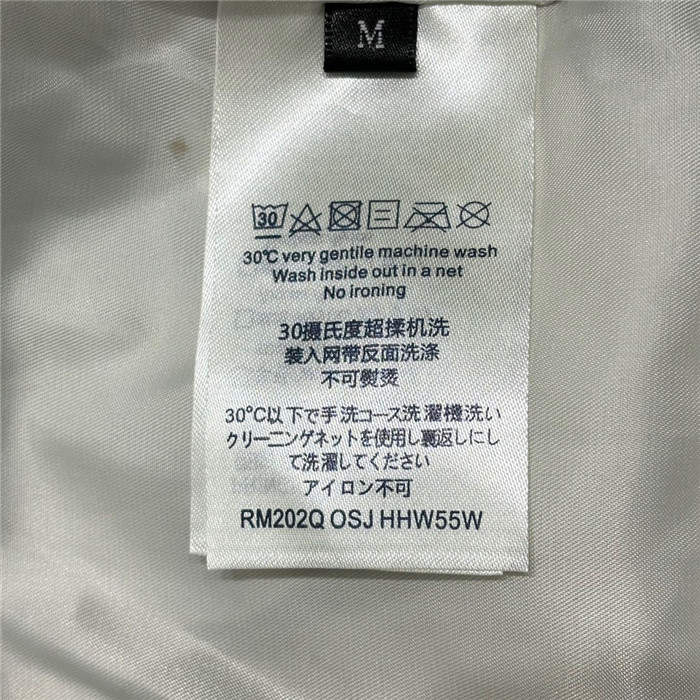 M
30
30℃ very gentile machine wash
Wash inside out in a net
No ironing
30摄氏度超揉机洗
装入网带反面洗涤
不可熨烫
30°C以下で手洗コース洗濯機洗い
クリーニングネットを使用し裏返しにし
て洗濯してください
アイロン不可
RM202Q OSJ HHW55W